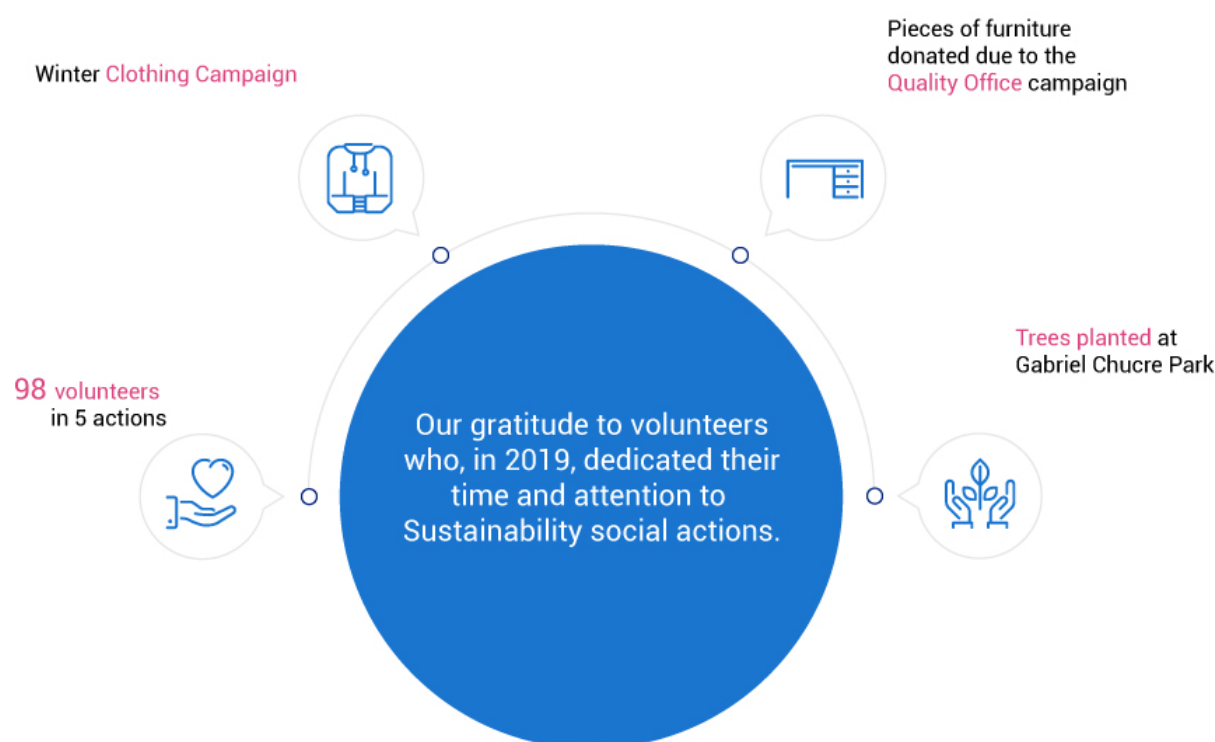 Winter Clothing Campaign
Pieces of furniture
donated due to the
Quality Office campaign
98 volunteers
in 5 actions
Trees planted at
Gabriel Chucre Park
Our gratitude to volunteers
who, in 2019, dedicated their
time and attention to
Sustainability social actions.